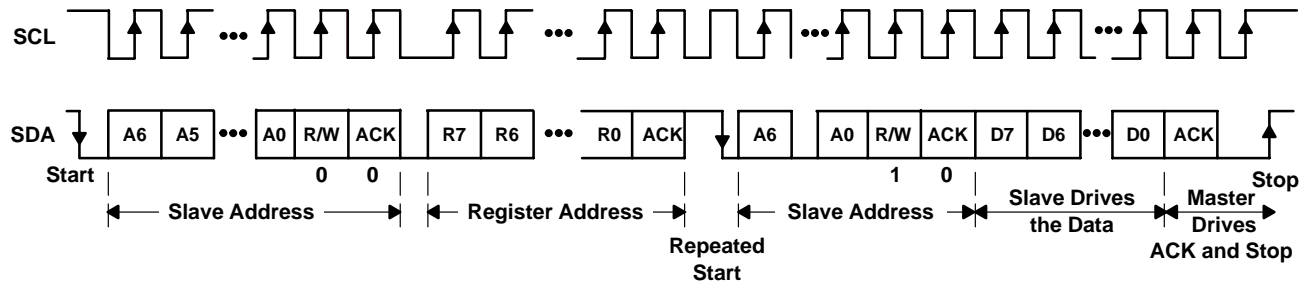 SCL
SDA
A6 A5 ••• A0 R/W ACK R7 R6 ••• R0 ACK A6 A0 R/W ACK D7 D6 ••• D0 ACK
Start 0 0 1 0 Stop
Slave Address
Register Address
Repeated
Start
Slave Address
Slave Drives
the Data
Master
Drives
ACK and Stop